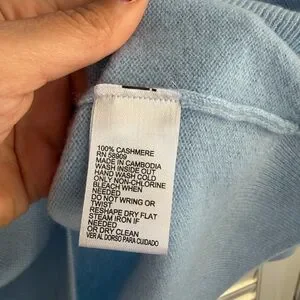 100% CASHMERE
RN 58909
MADE IN CAMBODIA
WASH INSIDE OUT
HAND WASH COLD
ONLY NON-CHLORINE
BLEACH WHEN
NEEDED
DO NOT WRING OR
TWIST
RESHAPE DRY FLAT
STEAM IRON IF
NEEDED
OR DRY CLEAN
VER AL DORSO PARA CUIDADO